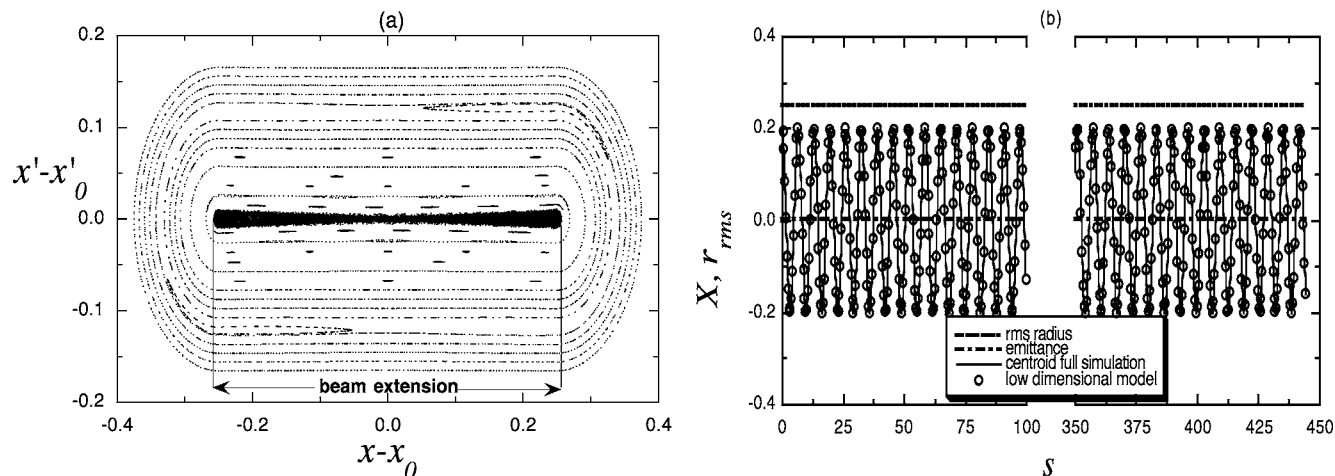 (a)
0.2
0.1
0.0
-0.1
-0.2
x'-x'0
beam extension
-0.4 -0.2 0.0 0.2 0.4
x-x0
(b)
0.4
0.2
0.0
-0.2
-0.4
X, rrms
rms radius
emittance
centroid full simulation
low dimensional model
0 25 50 75 100 350 375 400 425 450
s